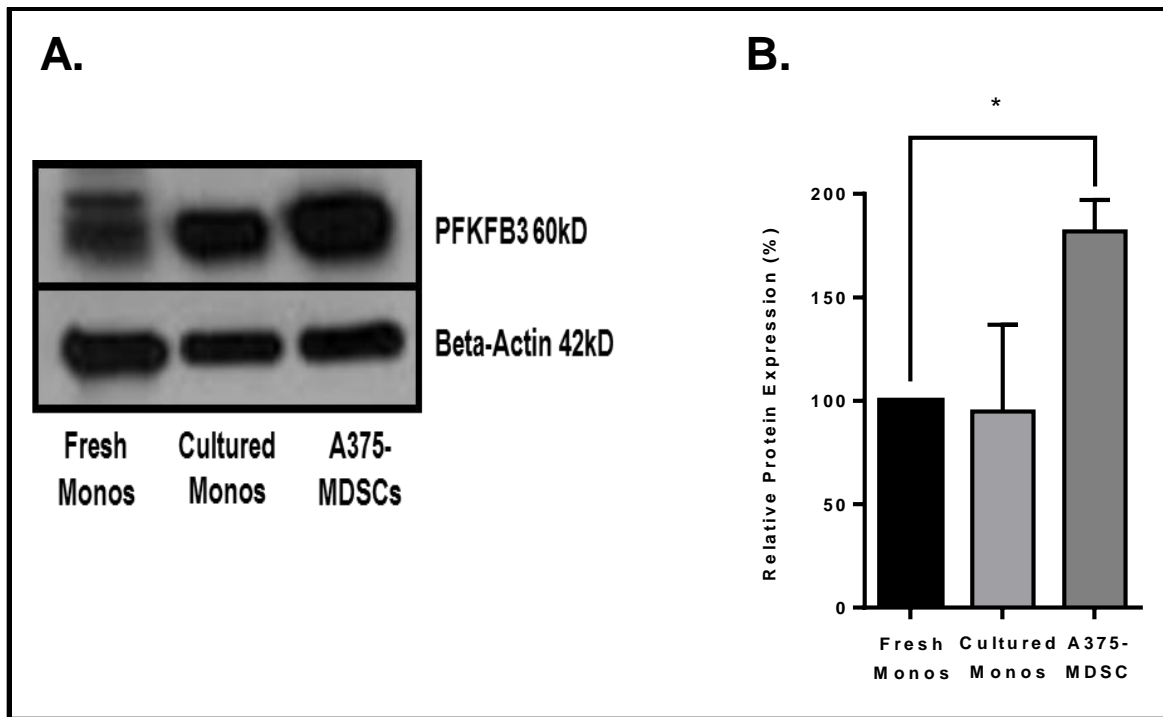 A.
PFKFB3 60kD
Beta-Actin 42kD
Fresh
Monos
Cultured
Monos
A375-
MDSCs
B.
*
Relative Protein Expression (%)
200
150
100
50
0
Fresh
Monos
Cultured
Monos
A375-
MDSC